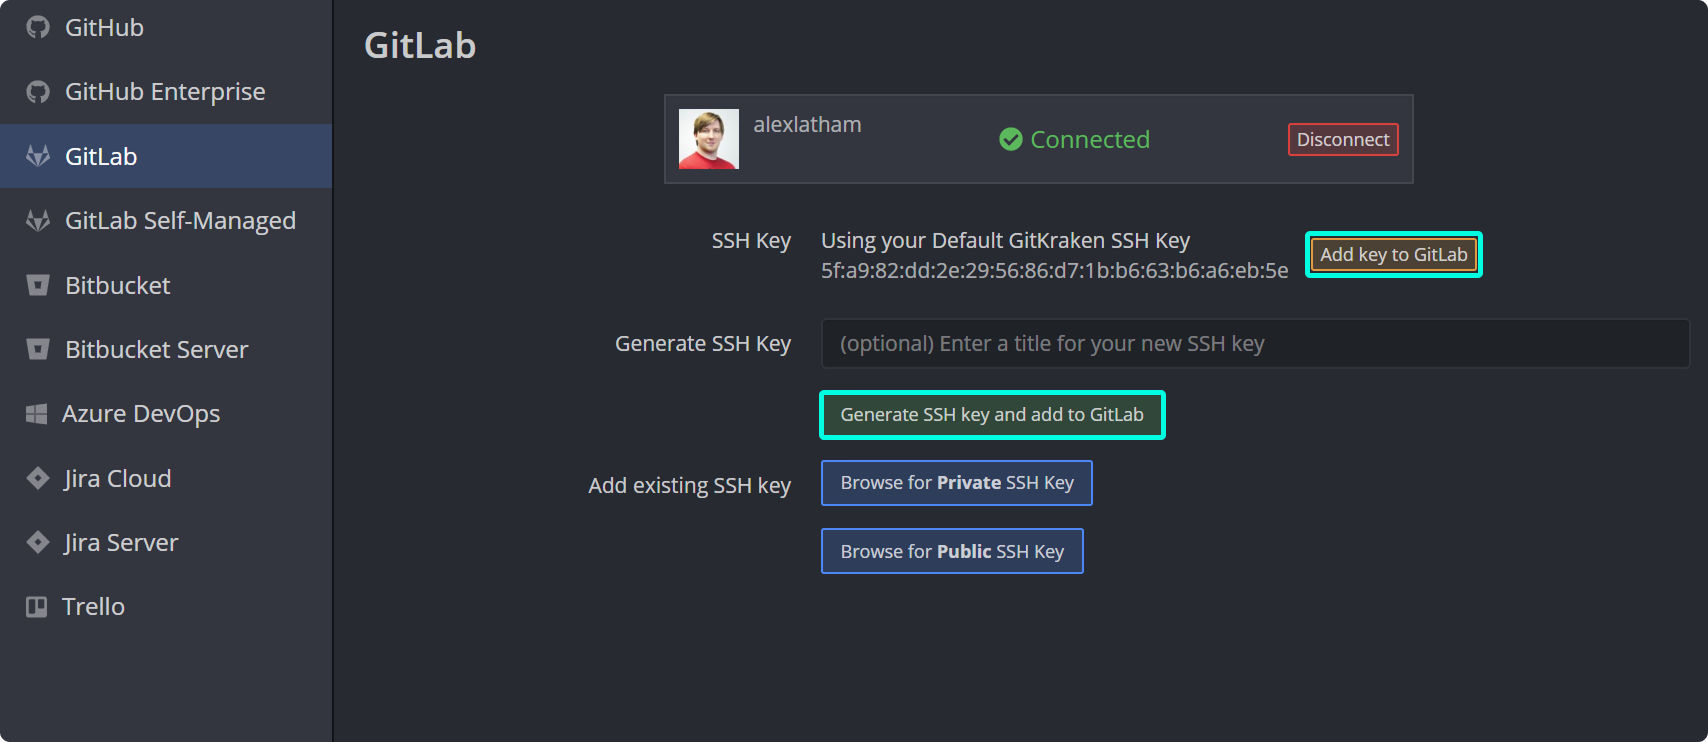 GitHub
GitHub Enterprise
GitLab
GitLab Self-Managed
Bitbucket
Bitbucket Server
Azure DevOps
Jira Cloud
Jira Server
Trello
GitLab
alexlatham
Connected
Disconnect
SSH Key
Using your Default GitKraken SSH Key
5f:a9:82:dd:2e:29:56:86:d7:1b:b6:63:b6:a6:eb:5e
Add key to GitLab
Generate SSH Key
(optional) Enter a title for your new SSH key
Generate SSH key and add to GitLab
Add existing SSH key
Browse for Private SSH Key
Browse for Public SSH Key